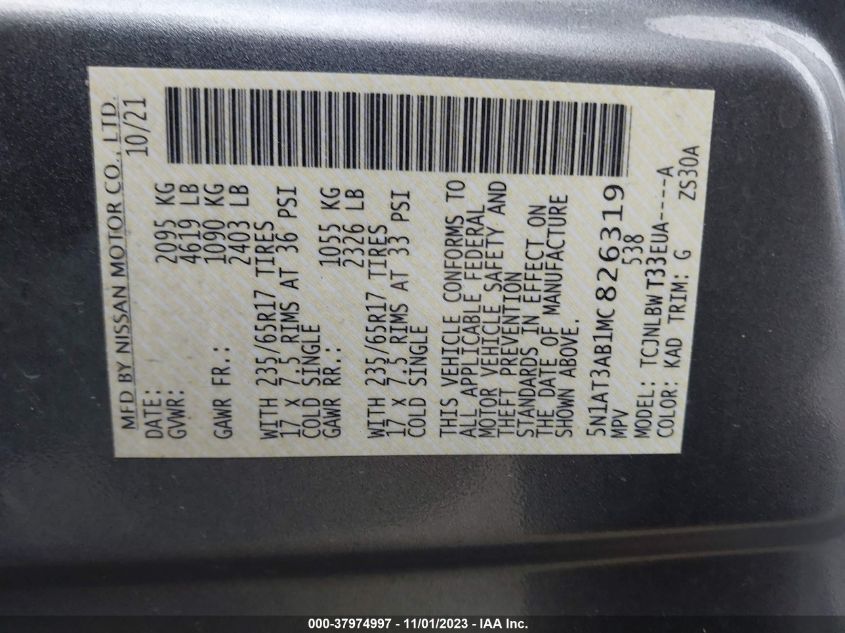 MFD BY NISSAN MOTOR CO., LTD.
DATE: 10/21
GVWR: 2095 KG
4619 LB
GAWR FR.: 1090 KG
2403 LB
WITH 235/65R17 TIRES
17 X 7.5 RIMS AT 36 PSI
COLD SINGLE
GAWR RR.: 1055 KG
2326 LB
WITH 235/65R17 TIRES
17 X 7.5 RIMS AT 33 PSI
COLD SINGLE
THIS VEHICLE CONFORMS TO
ALL APPLICABLE FEDERAL
MOTOR VEHICLE SAFETY AND
THEFT PREVENTION
STANDARDS IN EFFECT ON
THE DATE OF MANUFACTURE
SHOWN ABOVE.
5N1AT3AB1MC826319
MPV 538
MODEL: TCJNLBWT33EUA----A
COLOR: KAD TRIM: G ZS30A
000-37974997 - 11/01/2023 - IAA Inc.